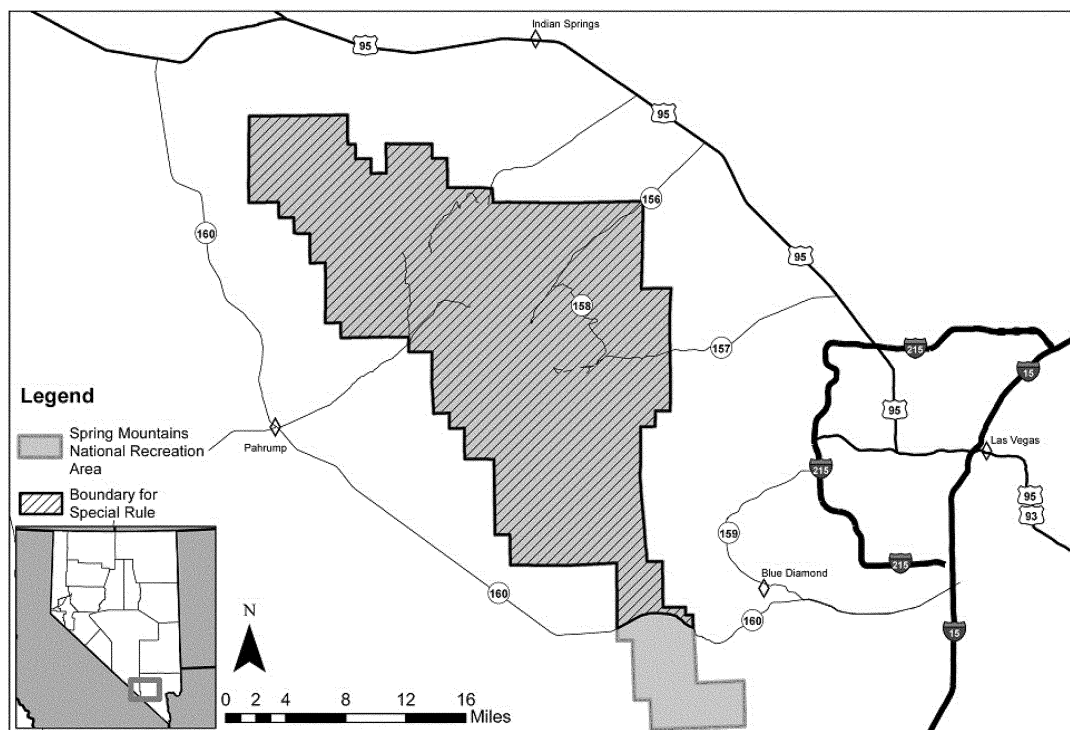 Indian Springs
95
95
156
160
95
158
157
215
15
95
Legend
Spring Mountains
National Recreation
Area
Boundary for
Special Rule
Pahrump
Las Vegas
215
95
93
159
Blue Diamond
215
160
160
15
N
0 2 4 8 12 16
Miles